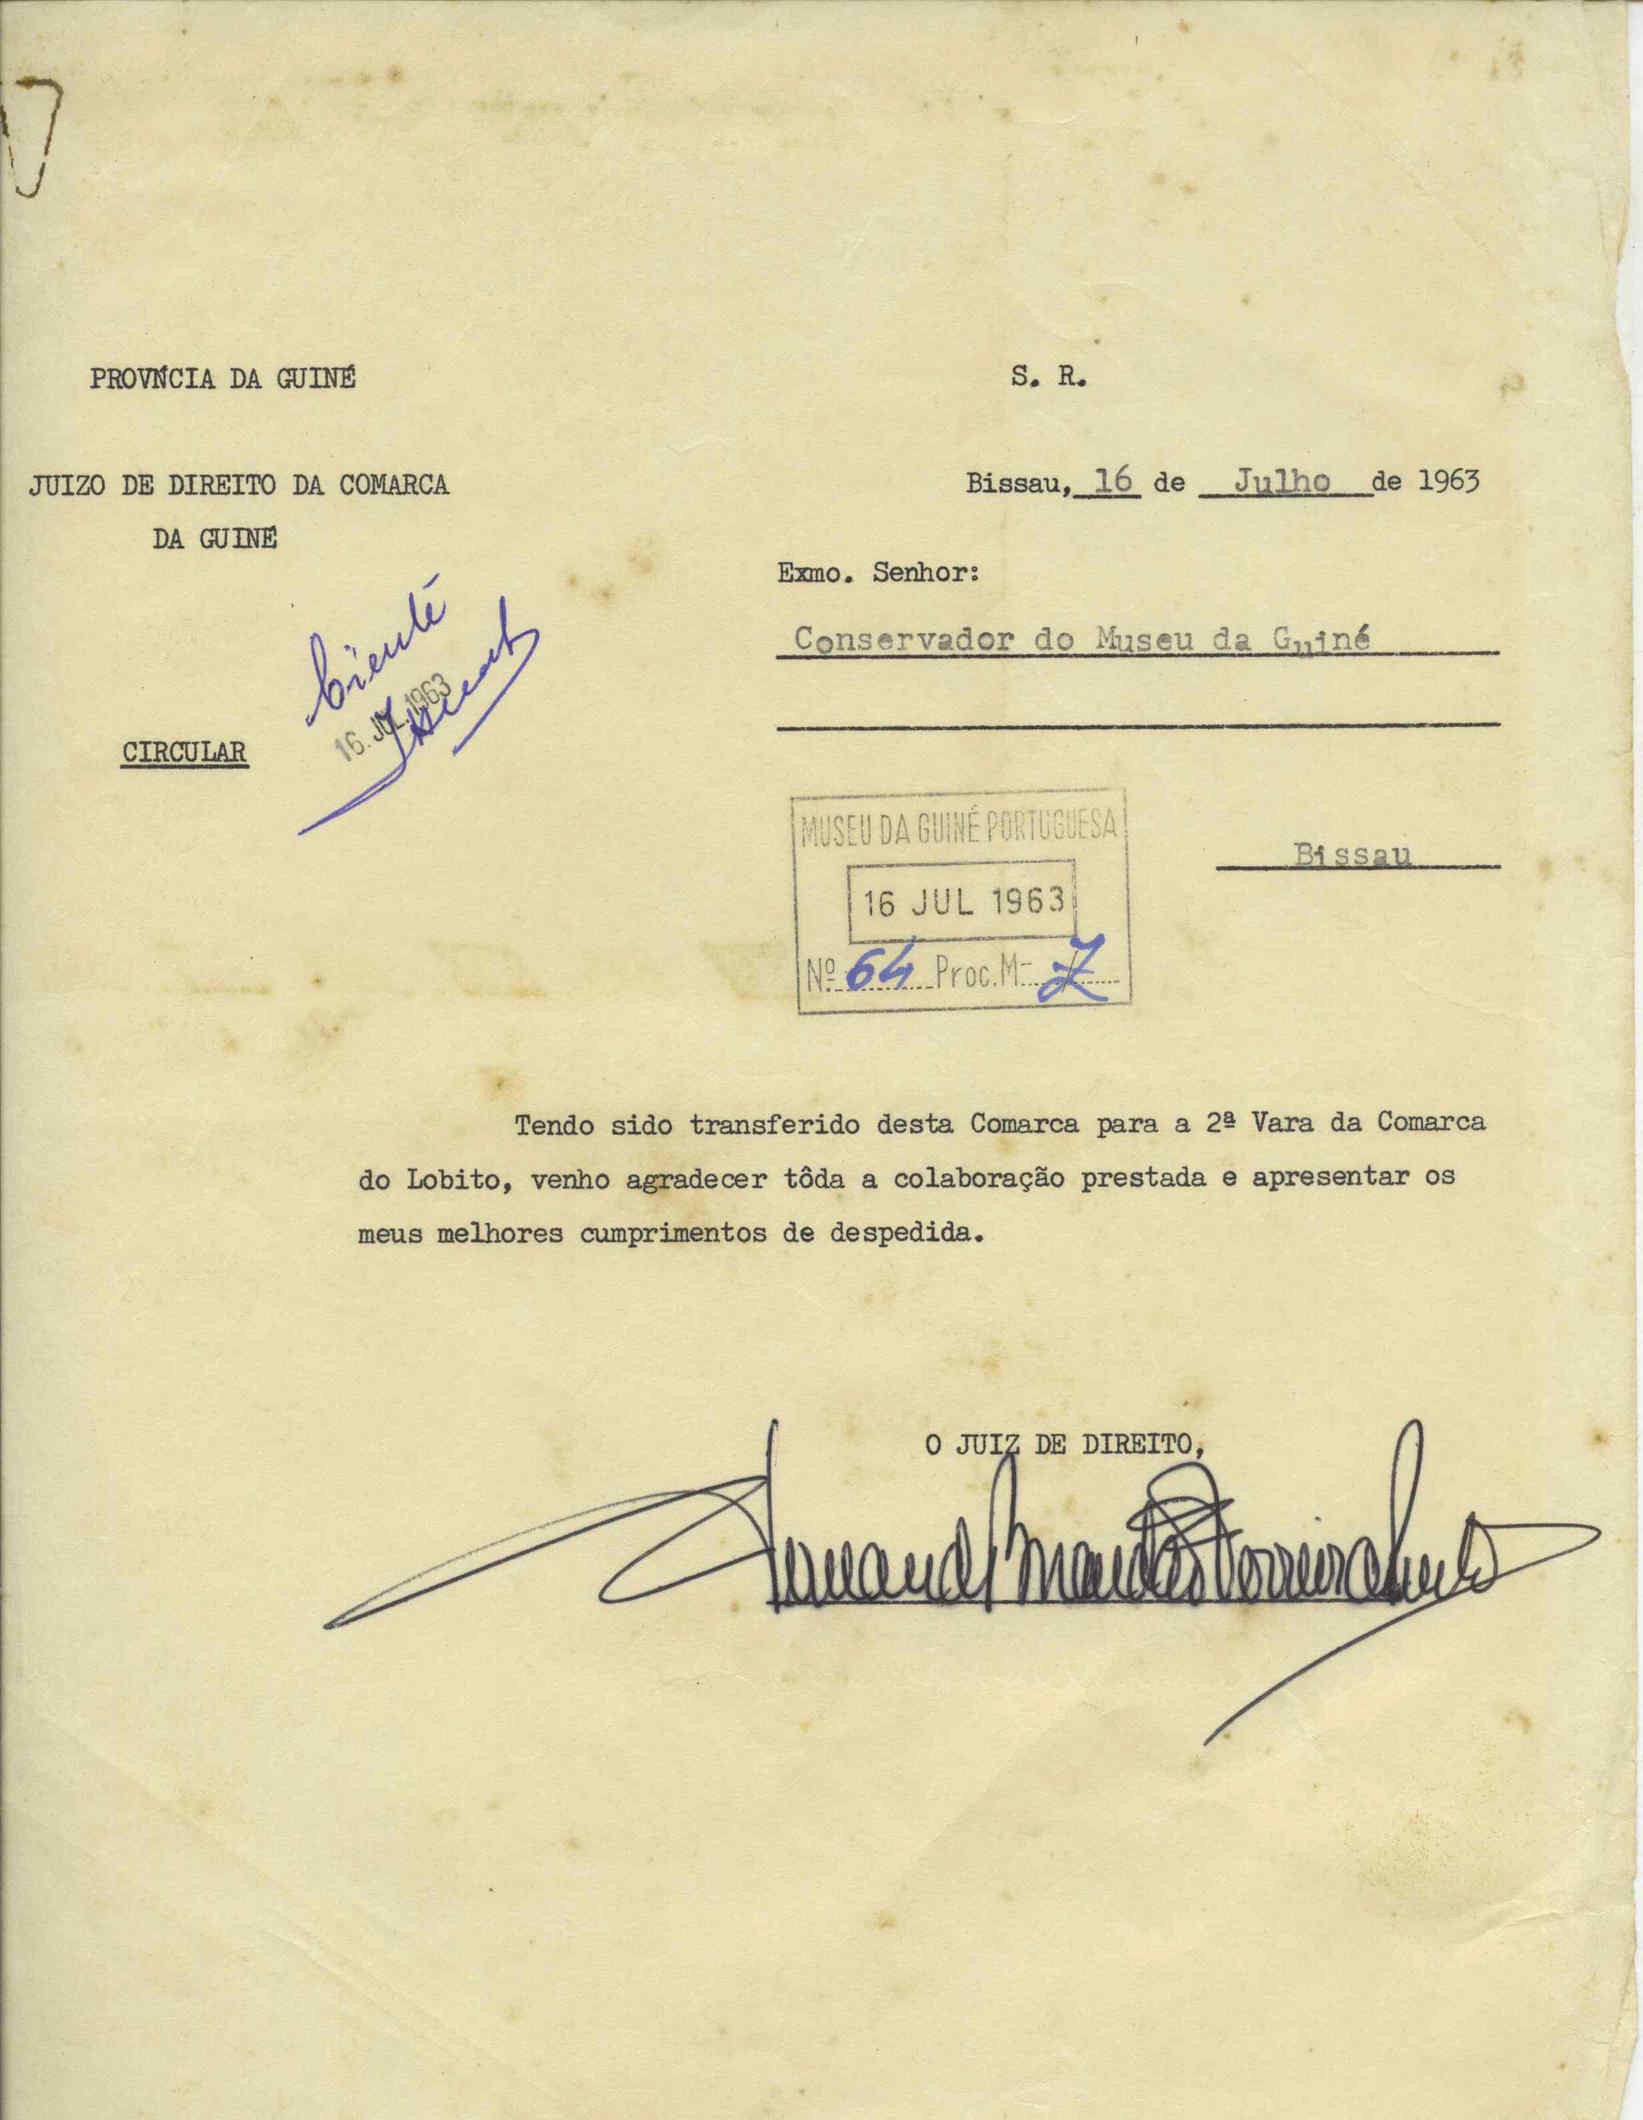 PROVÍNCIA DA GUINÉ
S. R.
JUIZO DE DIREITO DA COMARCA
DA GUINÉ
Bissau, 16 de Julho de 1963
Exmo. Senhor:
Conservador do Museu da Guiné
Ciente
16. JUL. 1963
CIRCULAR
MUSEU DA GUINÉ PORTUGUESA
16 JUL 1963
Nº 64 Proc. M- Z
Bissau
Tendo sido transferido desta Comarca para a 2ª Vara da Comarca
do Lobito, venho agradecer tôda a colaboração prestada e apresentar os
meus melhores cumprimentos de despedida.
O JUIZ DE DIREITO,